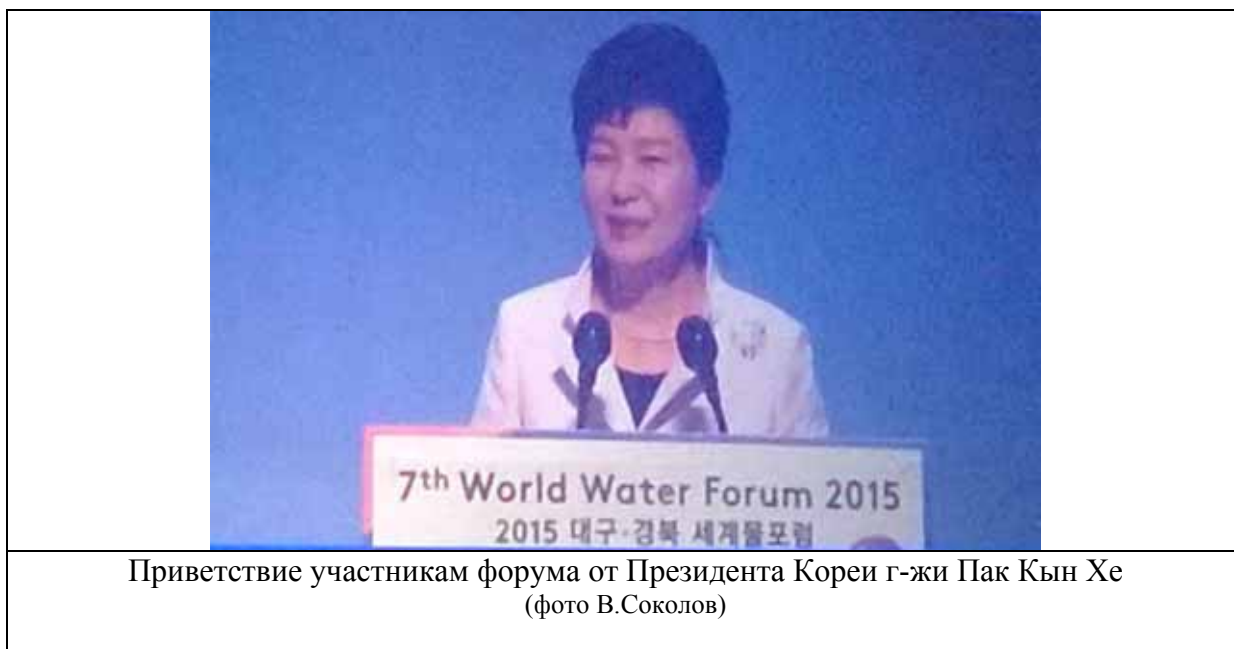 7th World Water Forum 2015
2015 대구·경북 세계물포럼
Приветствие участникам форума от Президента Кореи г-жи Пак Кын Хе
(фото В.Соколов)